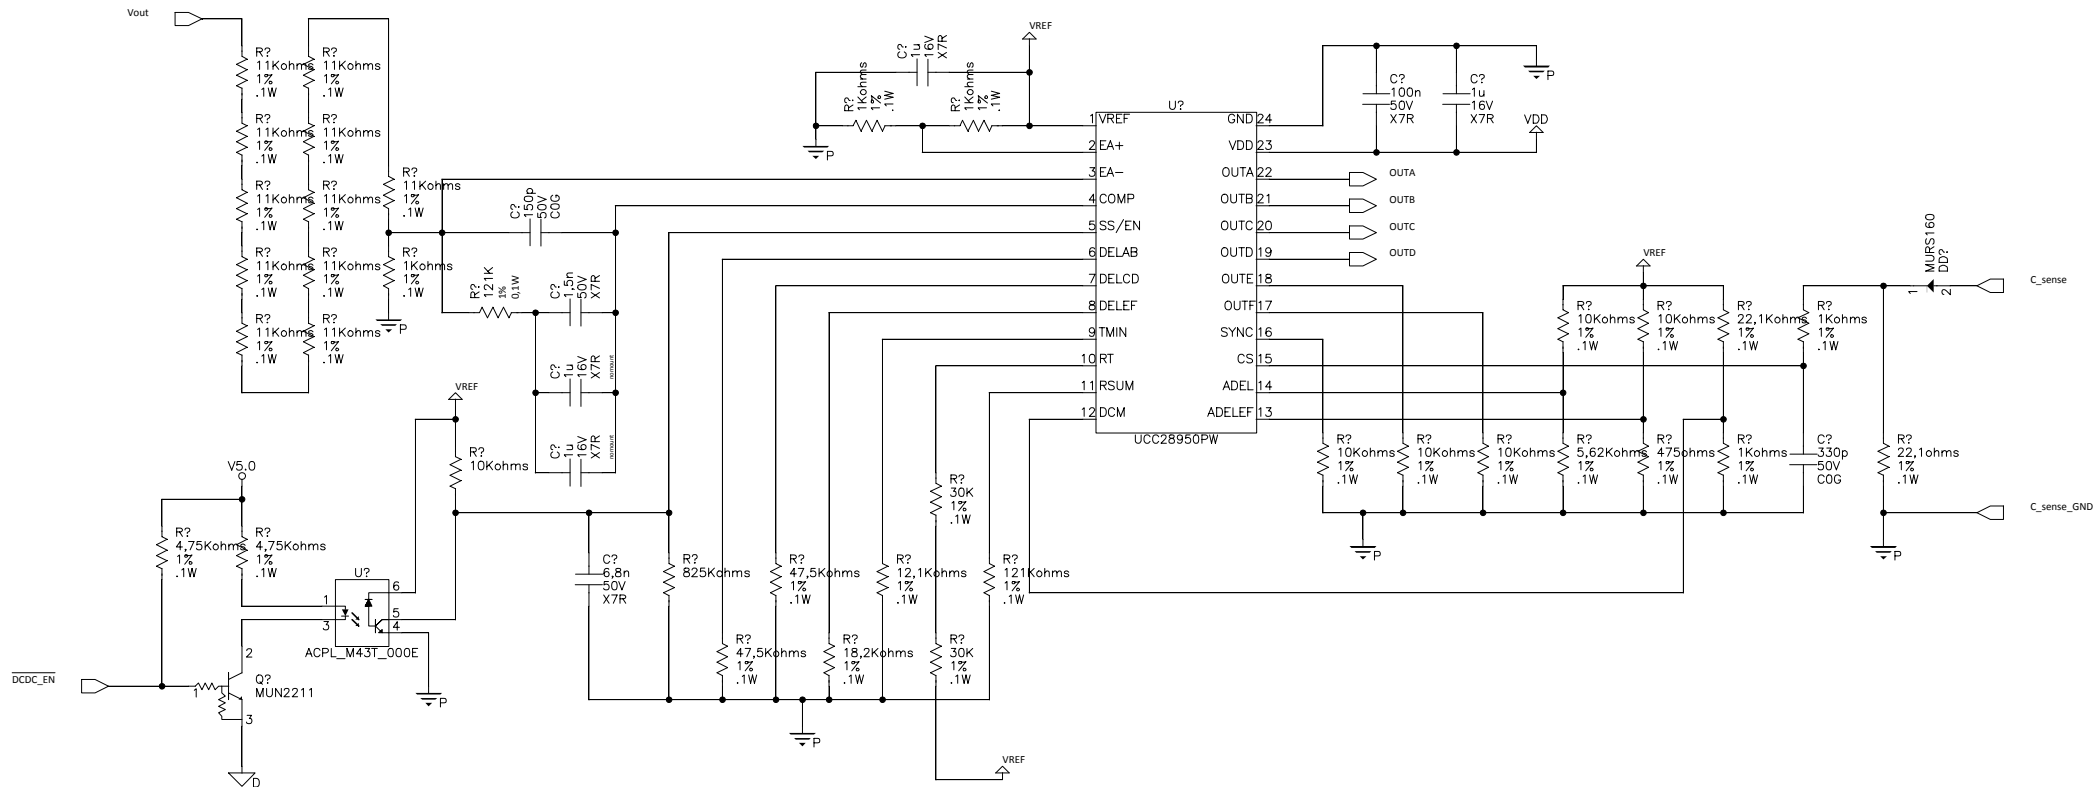 Vout
R?
11Kohms
1%
.1W
R?
11Kohms
1%
.1W
R?
11Kohms
1%
.1W
R?
11Kohms
1%
.1W
R?
11Kohms
1%
.1W
R?
11Kohms
1%
.1W
R?
11Kohms
1%
.1W
R?
11Kohms
1%
.1W
R?
11Kohms
1%
.1W
R?
11Kohms
1%
.1W
R?
11Kohms
1%
.1W
R?
1Kohms
1%
.1W
P
C?
150p
50V
C0G
R?
121K
1%
0,1W
C?
1,5n
50V
X7R
C?
1u
16V
X7R
nomount
C?
1u
16V
X7R
nomount
C?
1u
16V
X7R
VREF
R?
1Kohms
1%
.1W
R?
1Kohms
1%
.1W
P
U?
1 VREF
2 EA+
3 EA-
4 COMP
5 SS/EN
6 DELAB
7 DELCD
8 DELEF
9 TMIN
10 RT
11 RSUM
12 DCM
GND 24
VDD 23
OUTA 22
OUTB 21
OUTC 20
OUTD 19
OUTE 18
OUTF 17
SYNC 16
CS 15
ADEL 14
ADELEF 13
UCC28950PW
C?
100n
50V
X7R
C?
1u
16V
X7R
P
VDD
OUTA
OUTB
OUTC
OUTD
VREF
R?
10Kohms
1%
.1W
R?
10Kohms
1%
.1W
R?
22,1Kohms
1%
.1W
R?
1Kohms
1%
.1W
MURS160
DD?
1
2
C_sense
R?
10Kohms
1%
.1W
R?
10Kohms
1%
.1W
R?
10Kohms
1%
.1W
R?
5,62Kohms
1%
.1W
R?
475ohms
1%
.1W
R?
1Kohms
1%
.1W
C?
330p
50V
C0G
R?
22,1ohms
1%
.1W
C_sense_GND
P
P
VREF
R?
10Kohms
V5.0
R?
4,75Kohms
1%
.1W
R?
4,75Kohms
1%
.1W
U?
1
3
6
5
4
ACPL_M43T_000E
P
DCDC_EN
1
2
3
Q?
MUN2211
D
C?
6,8n
50V
X7R
R?
825Kohms
R?
47,5Kohms
1%
.1W
R?
47,5Kohms
1%
.1W
R?
18,2Kohms
1%
.1W
R?
12,1Kohms
1%
.1W
R?
30K
1%
.1W
R?
30K
1%
.1W
R?
121Kohms
1%
.1W
P
VREF